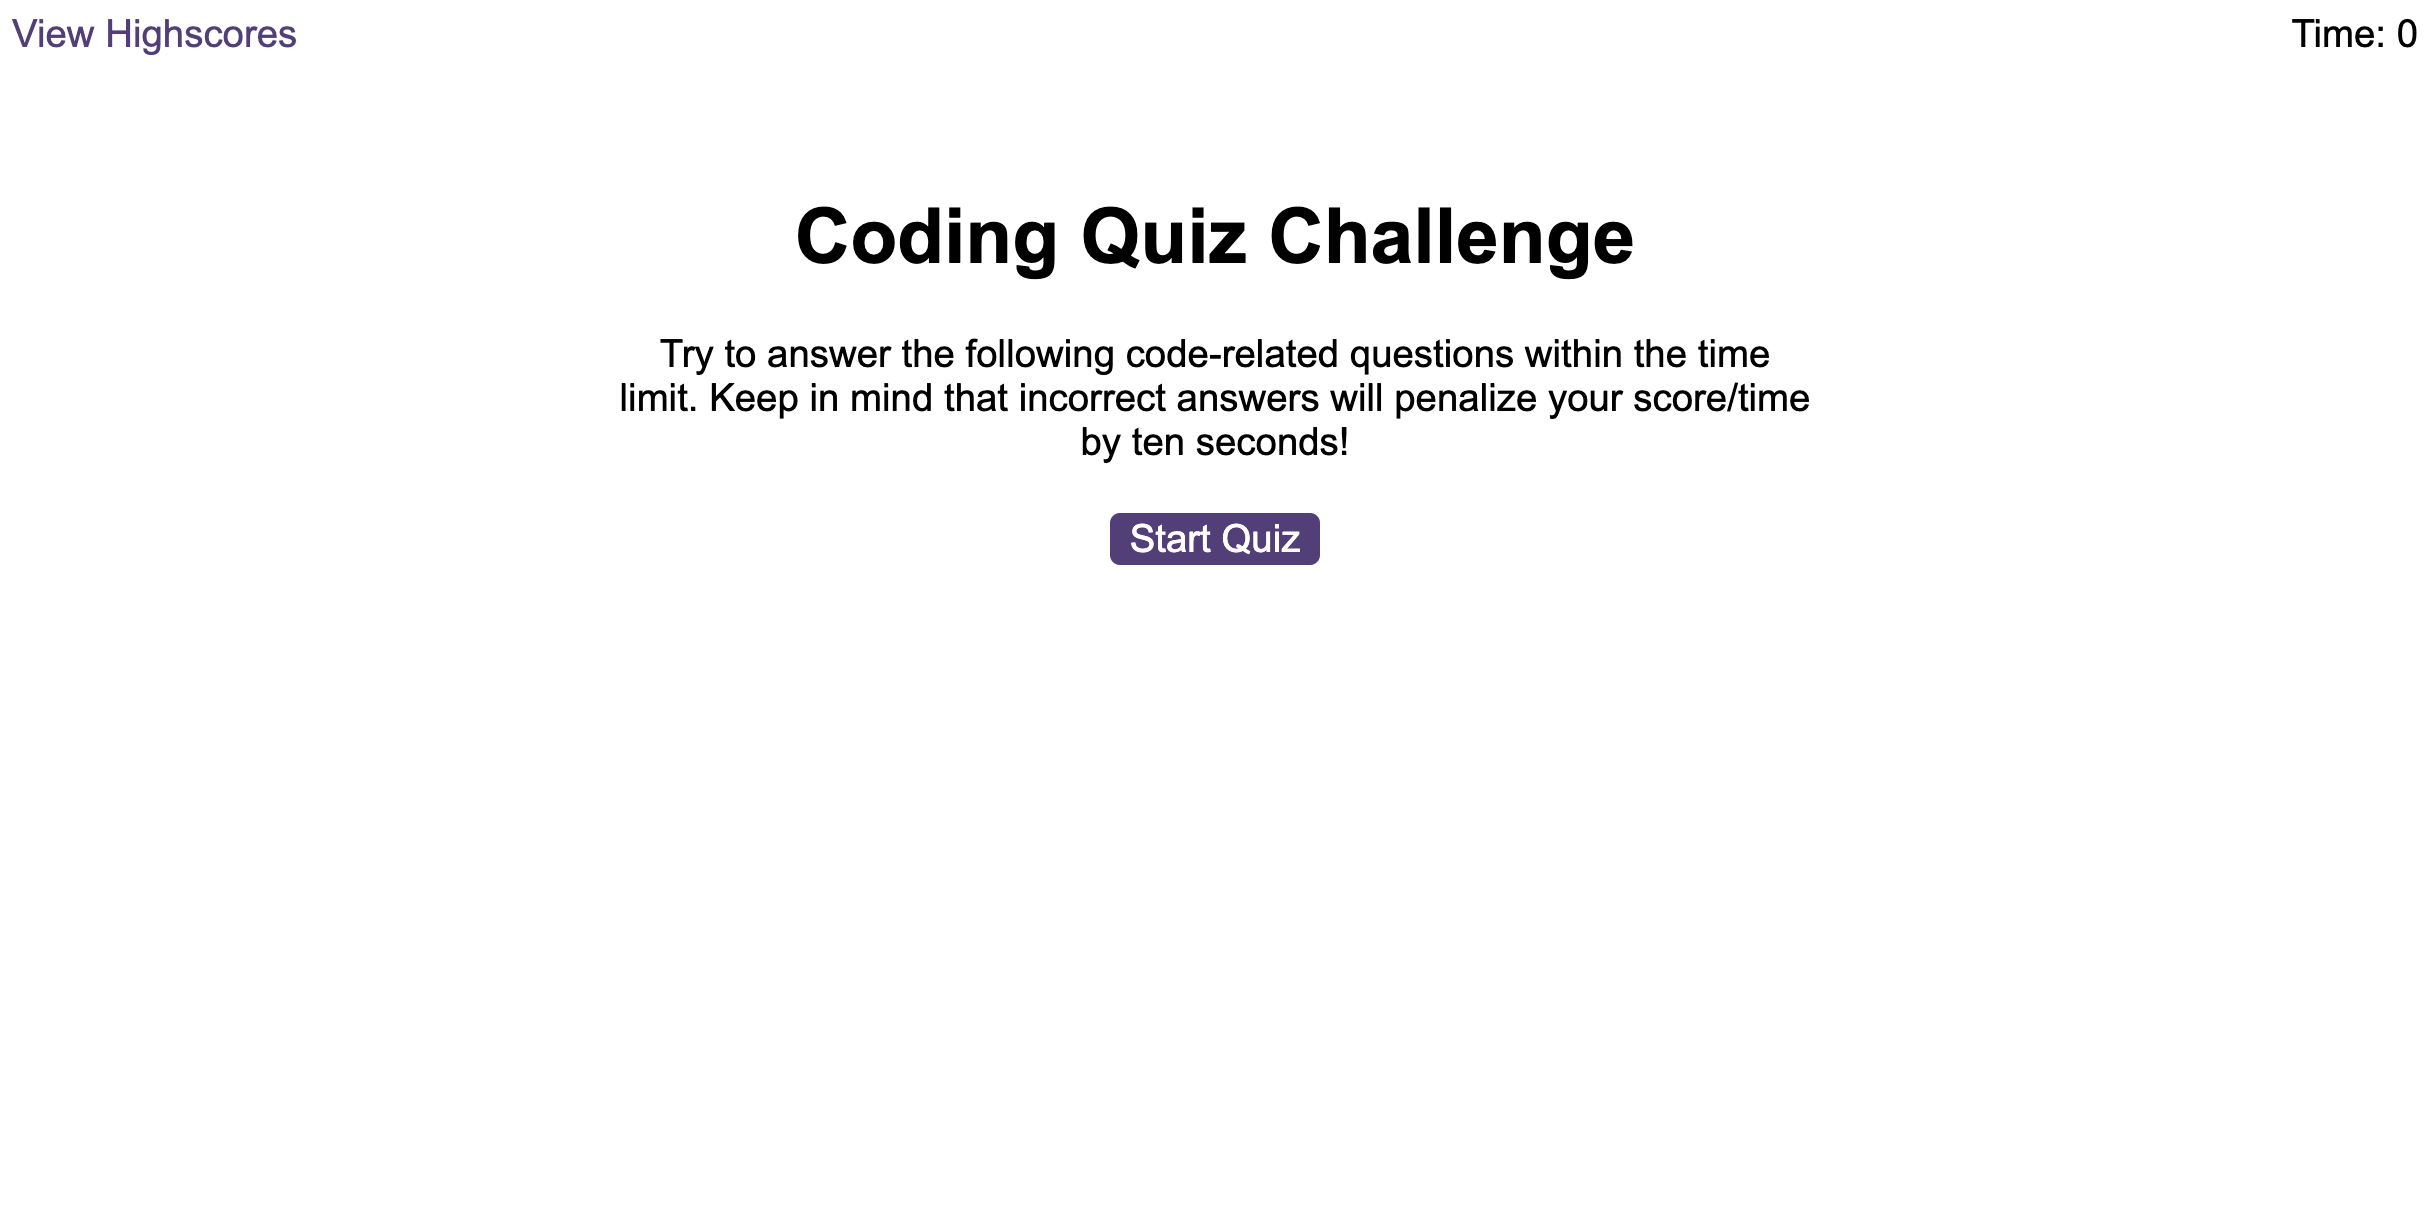 View Highscores
Time: 0
Coding Quiz Challenge
Try to answer the following code-related questions within the time
limit. Keep in mind that incorrect answers will penalize your score/time
by ten seconds!
Start Quiz